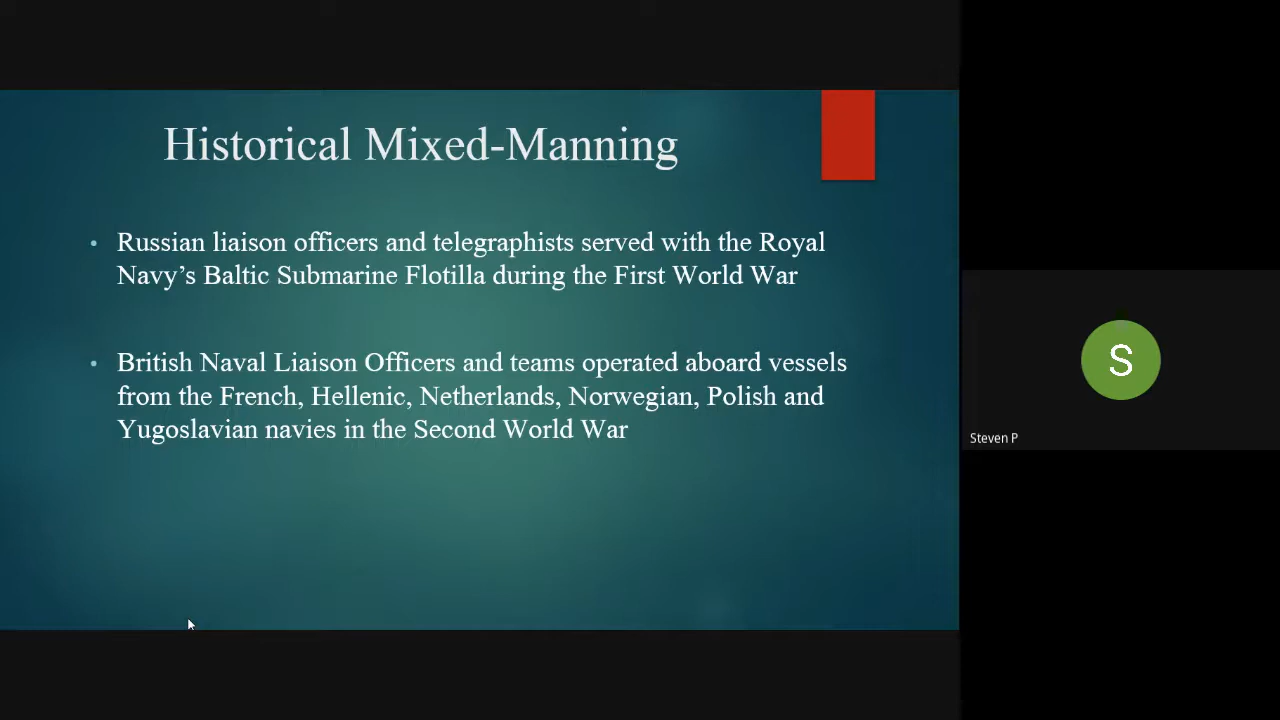 Historical Mixed-Manning
• Russian liaison officers and telegraphists served with the Royal
Navy’s Baltic Submarine Flotilla during the First World War
• British Naval Liaison Officers and teams operated aboard vessels
from the French, Hellenic, Netherlands, Norwegian, Polish and
Yugoslavian navies in the Second World War
S
Steven P